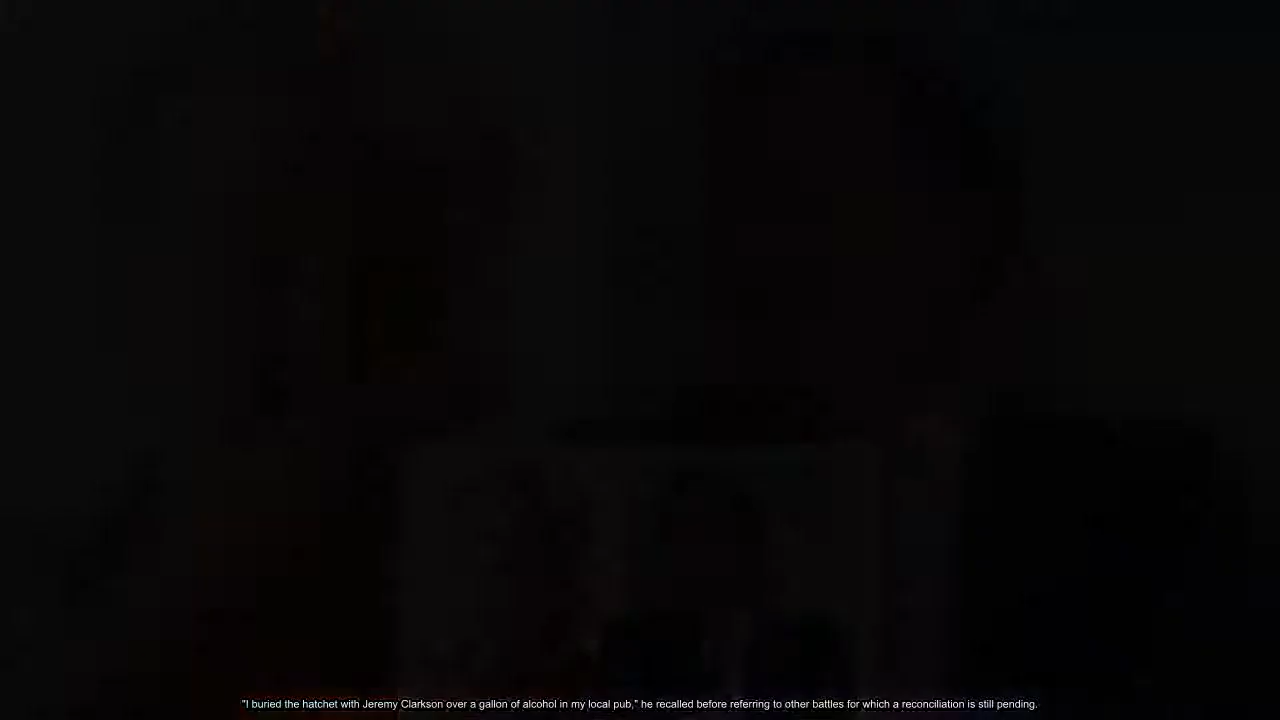 "I buried the hatchet with Jeremy Clarkson over a gallon of alcohol in my local pub," he recalled before referring to other battles for which a reconciliation is still pending.